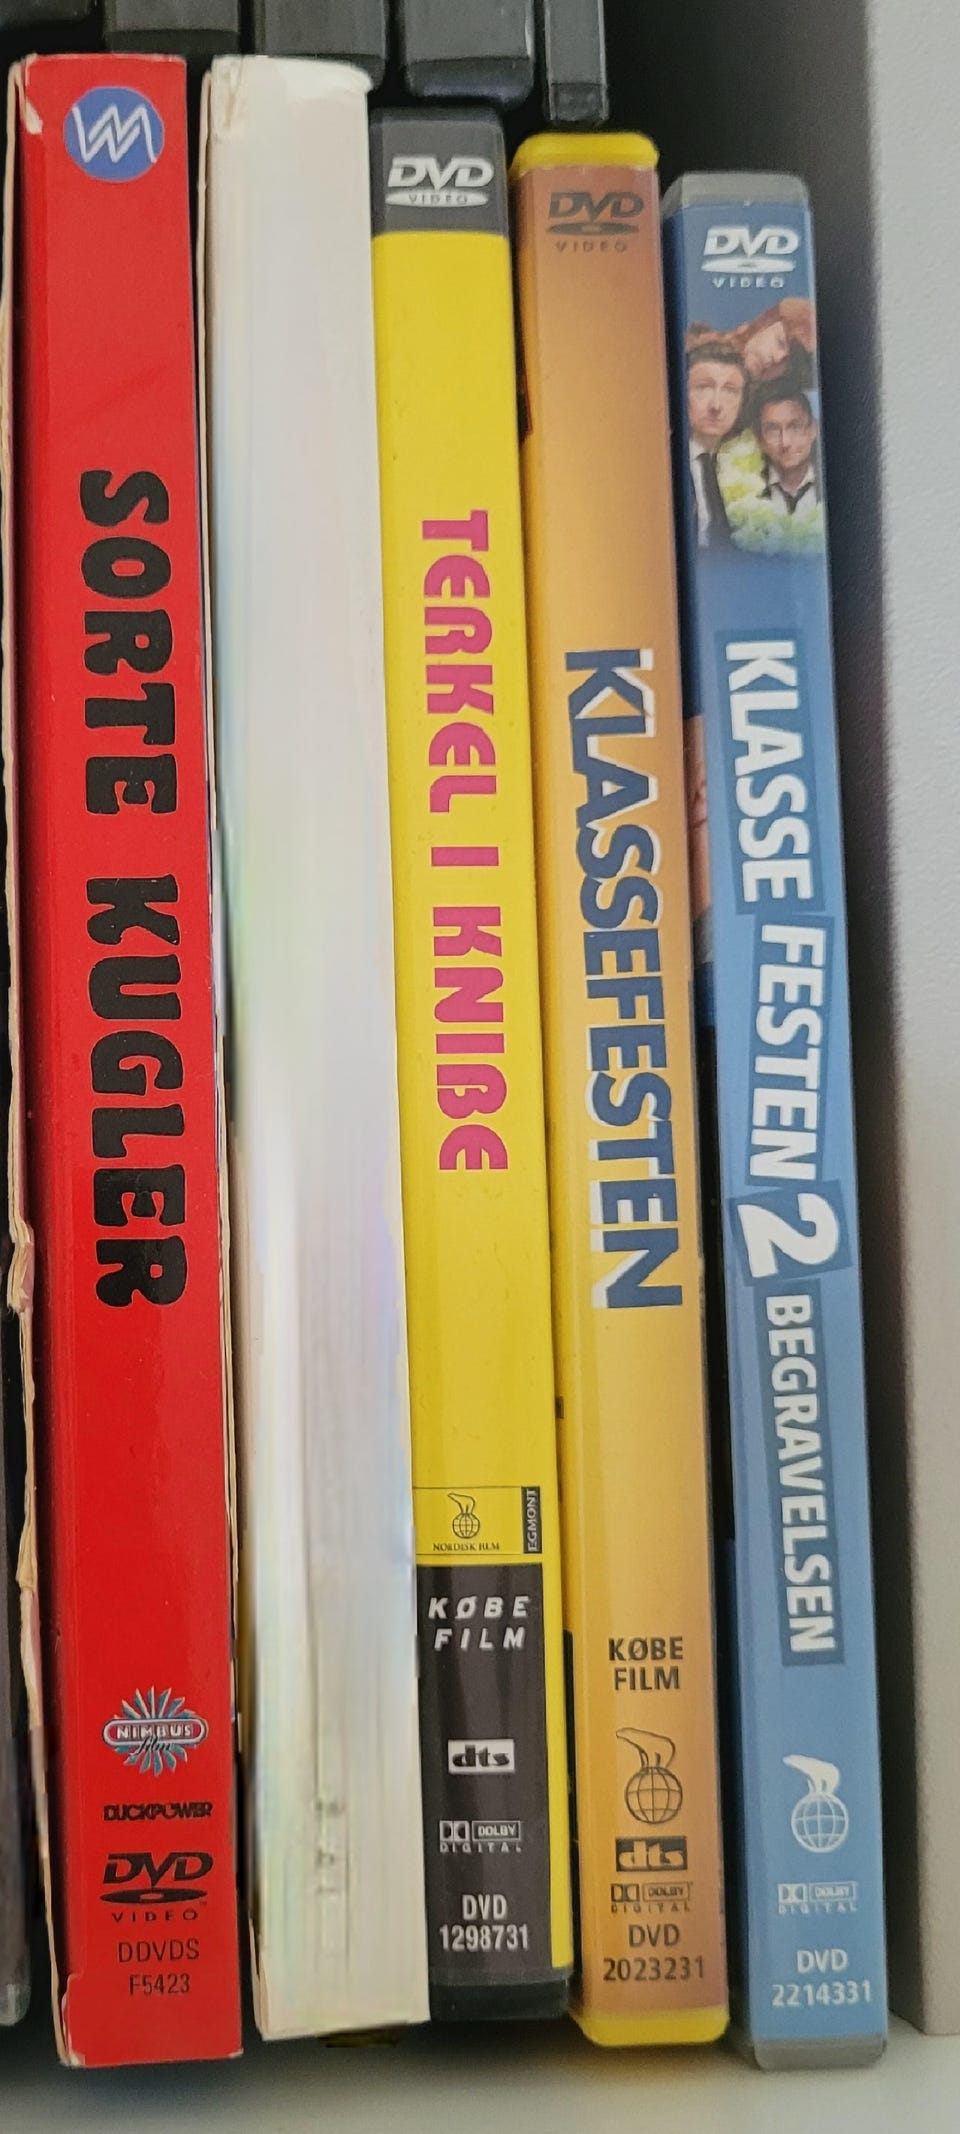 SORTE KUGLER
NIMBUS
film
DUCKPOWER
DVD
VIDEO
DDVDS
F5423
DVD
VIDEO
TERKEL I KNIBE
NORDISK FILM
EGMONT
KØBE
FILM
dts
DOLBY
DIGITAL
DVD
1298731
DVD
VIDEO
KLASSEFESTEN
KØBE
FILM
dts
DOLBY
DIGITAL
DVD
2023231
DVD
VIDEO
KLASSE FESTEN 2 BEGRAVELSEN
DOLBY
DIGITAL
DVD
2214331